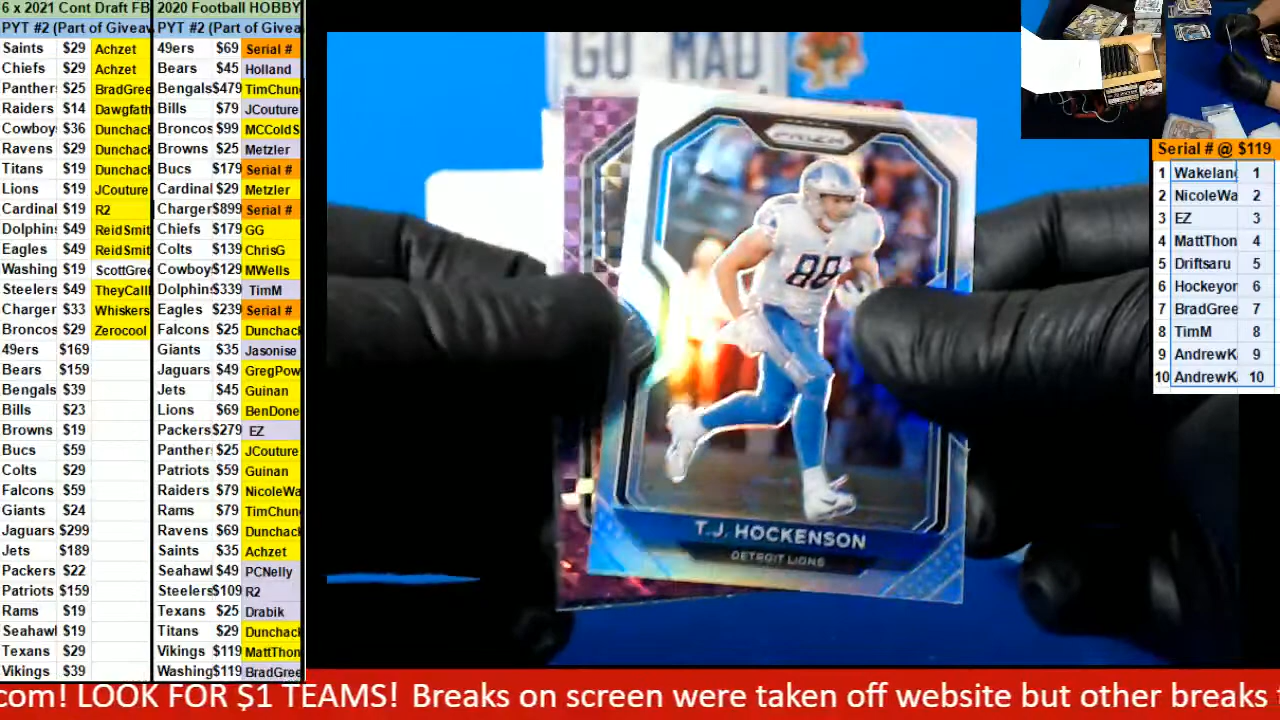 6 x 2021 Cont Draft FB 2020 Football HOBBY
PYT #2 (Part of Giveav PYT #2 (Part of Givea
Saints $29 Achzet 49ers $69 Serial #
Chiefs $29 Achzet Bears $45 Holland
Panther $25 BradGree Bengals $479 TimChun
Raiders $14 Dawgfath Bills $79 JCouture
Cowboy $36 Dunchack Broncos $99 MCColdS
Ravens $29 Dunchack Browns $25 Metzler
Titans $19 Dunchack Bucs $179 Serial #
Lions $19 JCouture Cardinal $29 Metzler
Cardinal $19 R2 Charger $899 Serial #
Dolphins $49 ReidSmit Chiefs $179 GG
Eagles $49 ReidSmit Colts $139 ChrisG
Washing $19 ScottGree Cowboy $129 MWells
Steelers $49 TheyCall Dolphin $339 TimM
Charger $33 Whiskers Eagles $239 Serial #
Broncos $29 Zerocool Falcons $25 Dunchack
49ers $169 Giants $35 Jasonise
Bears $159 Jaguars $49 GregPow
Bengals $39 Jets $45 Guinan
Bills $23 Lions $69 BenDone
Browns $19 Packers $279 EZ
Bucs $59 Panther $25 JCouture
Colts $29 Patriots $59 Guinan
Falcons $59 Raiders $79 NicoleWa
Giants $24 Rams $79 TimChun
Jaguars $299 Ravens $69 Dunchack
Jets $189 Saints $35 Achzet
Packers $22 Seahawl $49 PCNelly
Patriots $159 Steelers $109 R2
Rams $19 Texans $25 Drabik
Seahawl $19 Titans $29 Dunchack
Texans $29 Vikings $119 MattThon
Vikings $39 Washing $119 BradGree
GO MAD
PRIZM
88
T.J. HOCKENSON
DETROIT LIONS
Serial # @ $119
1 Wakelan 1
2 NicoleWa 2
3 EZ 3
4 MattThon 4
5 Driftsaru 5
6 Hockeyor 6
7 BradGree 7
8 TimM 8
9 AndrewK 9
10 AndrewK 10
.com! LOOK FOR $1 TEAMS! Breaks on screen were taken off website but other breaks